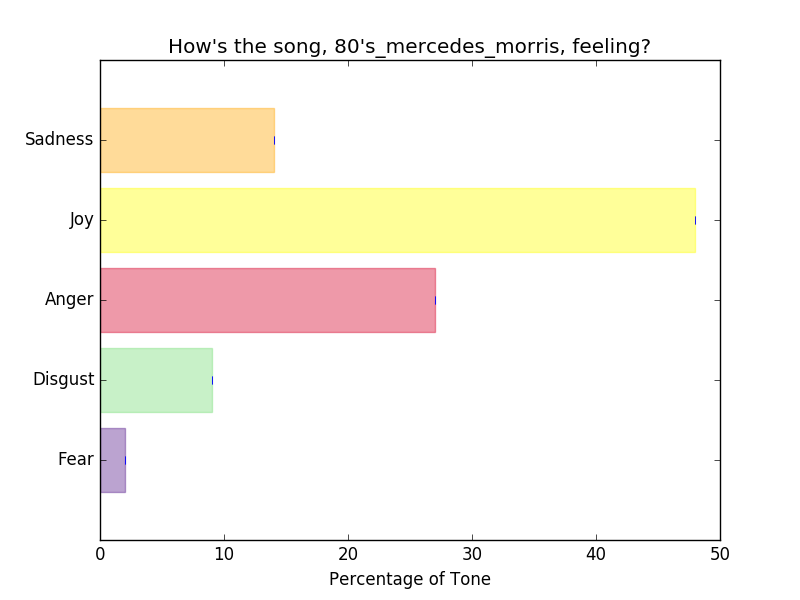 How's the song, 80's_mercedes_morris, feeling?
Sadness
Joy
Anger
Disgust
Fear
0 10 20 30 40 50
Percentage of Tone